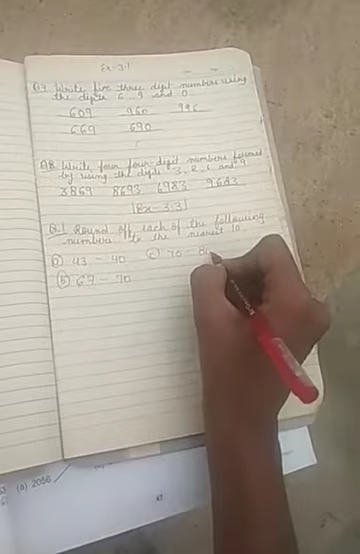 Ex-3.1
Q7. Write five three digit numbers using
the digits 6, 9 and 0.
609 960 996
669 690
Q8. Write four four-digit numbers formed
by using the digits 3, 8, 6 and 9
3869 8693 6983 9683
Ex-3.3
Q.1 Round off each of the following
numbers to the nearest 10.
(a) 43 - 40 (c)
(b) 67 - 70
(a) 2056